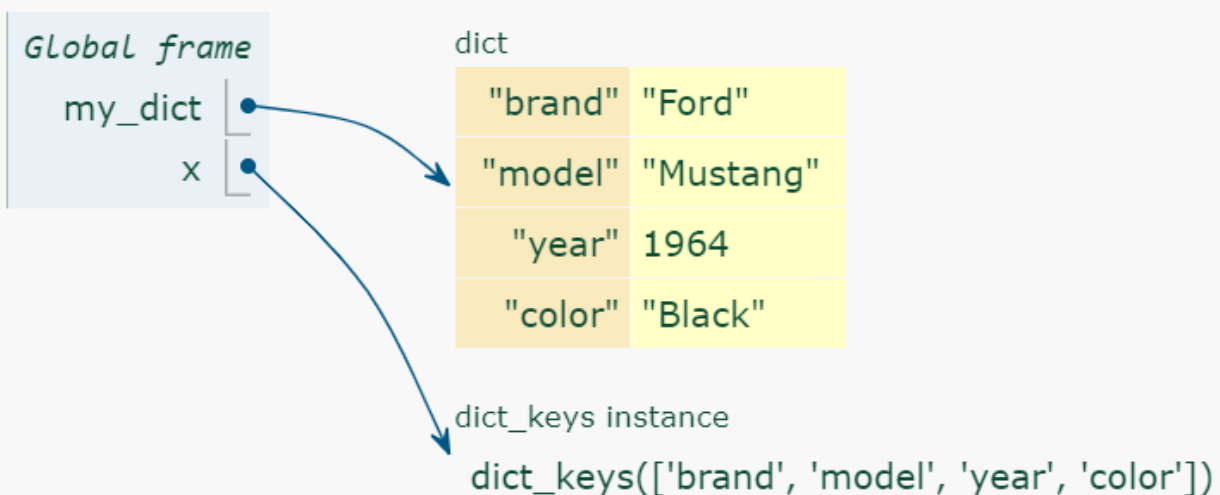 Global frame
my_dict
x
dict
"brand" "Ford"
"model" "Mustang"
"year" 1964
"color" "Black"
dict_keys instance
dict_keys(['brand', 'model', 'year', 'color'])